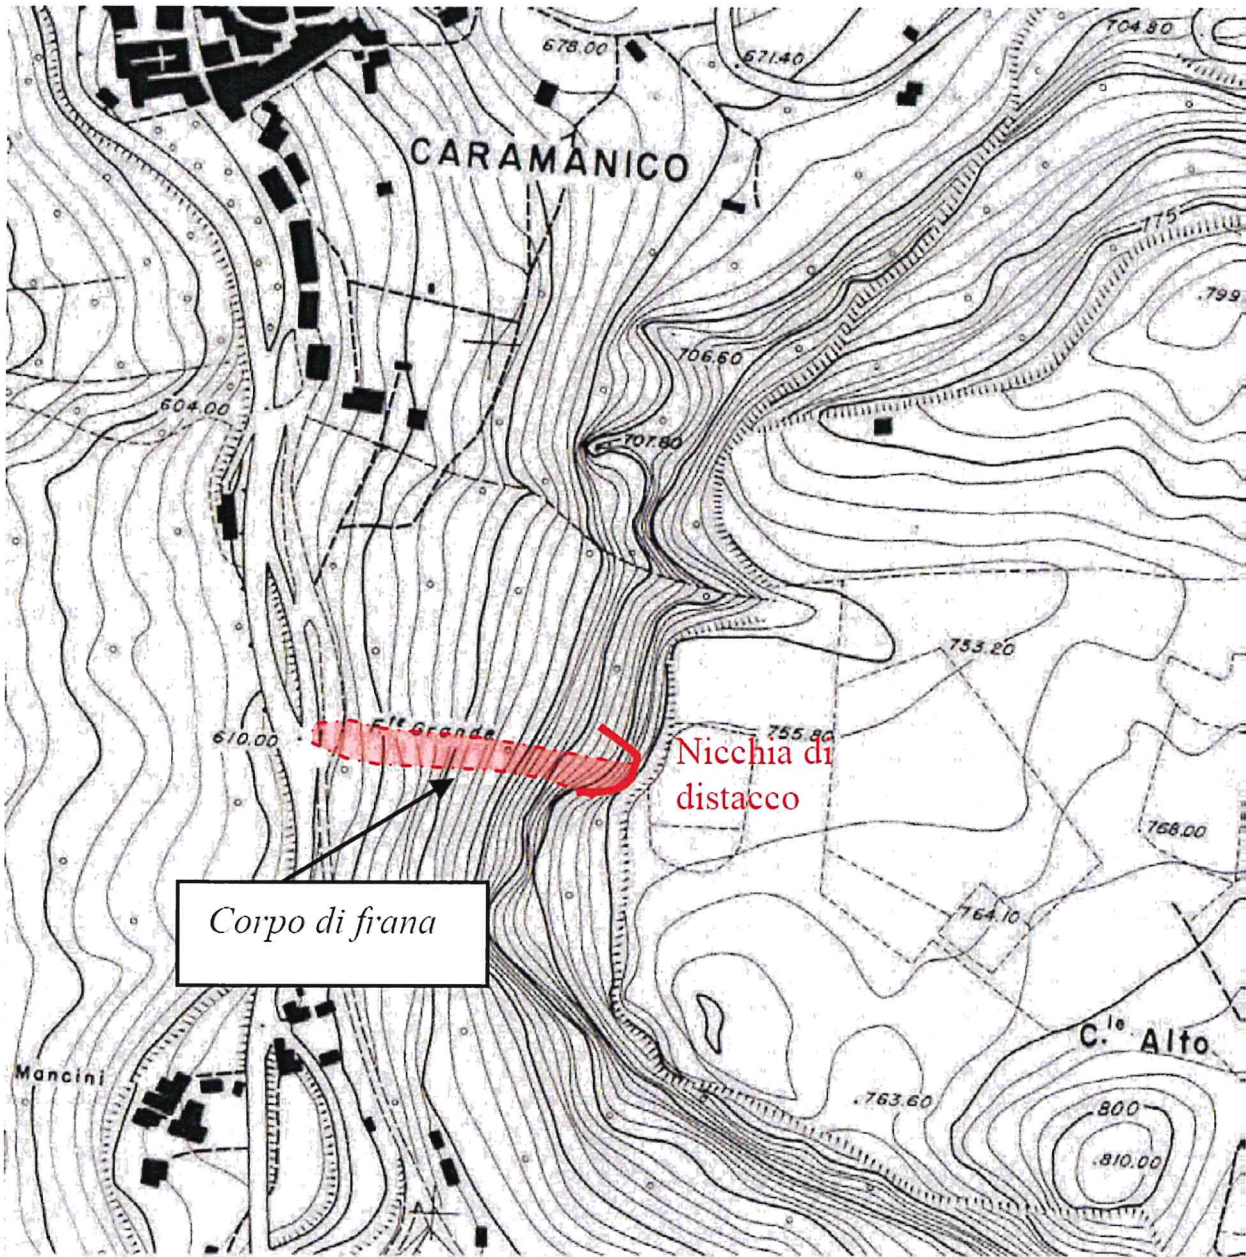 704.80
678.00
671.40
CARAMANICO
775
.799
706.60
604.00
707.80
753.20
Fte Grande
610.00
755.80
Nicchia di
distacco
768.00
Corpo di frana
764.10
C.le Alto
Mancini
.763.60
800
.810.00